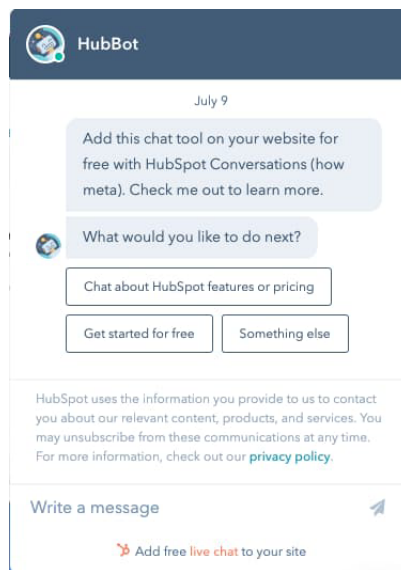 HubBot
July 9
Add this chat tool on your website for
free with HubSpot Conversations (how
meta). Check me out to learn more.
What would you like to do next?
Chat about HubSpot features or pricing
Get started for free
Something else
HubSpot uses the information you provide to us to contact
you about our relevant content, products, and services. You
may unsubscribe from these communications at any time.
For more information, check out our privacy policy.
Write a message
Add free live chat to your site